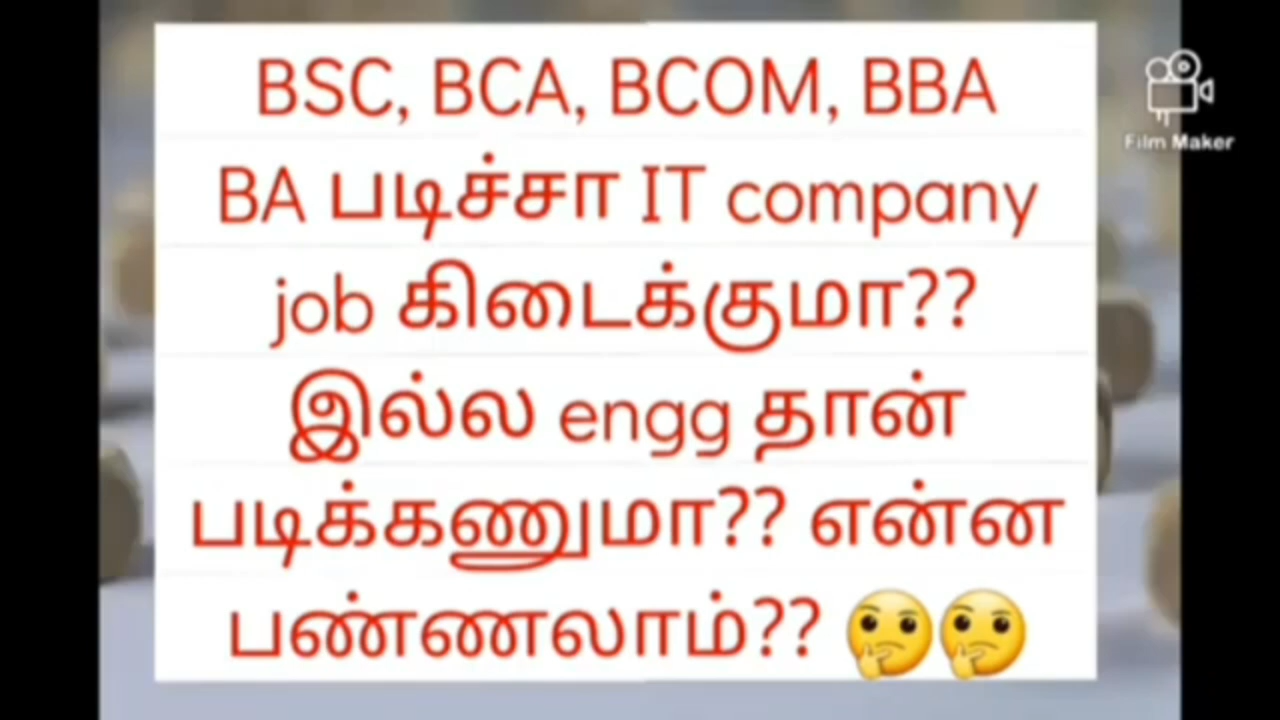 BSC, BCA, BCOM, BBA
BA படிச்சா IT company
job கிடைக்குமா??
இல்ல engg தான்
படிக்கணுமா?? என்ன
பண்ணலாம்?? 🤔🤔
Film Maker